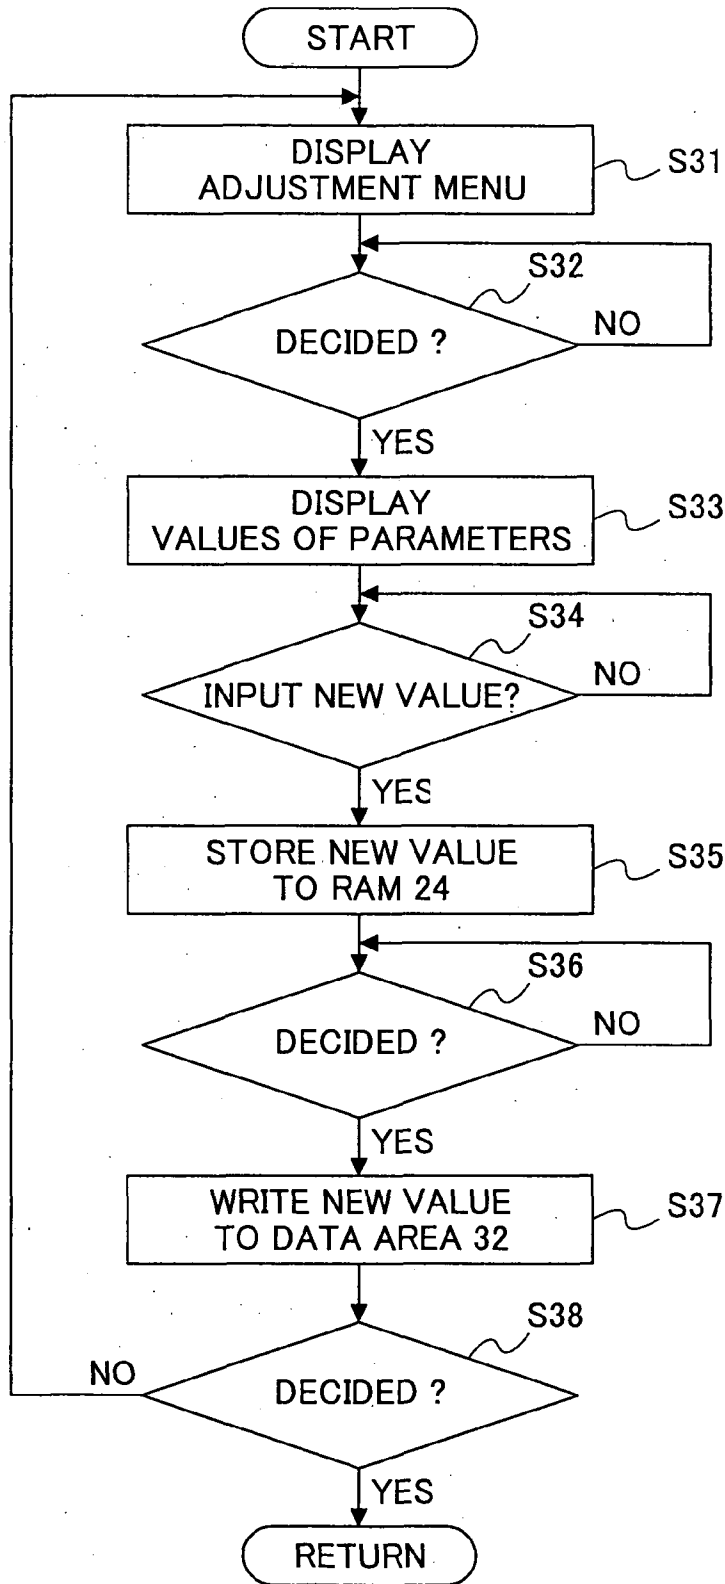 START
DISPLAY
ADJUSTMENT MENU
S31
S32
DECIDED ?
NO
YES
DISPLAY
VALUES OF PARAMETERS
S33
S34
INPUT NEW VALUE?
NO
YES
STORE NEW VALUE
TO RAM 24
S35
S36
DECIDED ?
NO
YES
WRITE NEW VALUE
TO DATA AREA 32
S37
S38
NO
DECIDED ?
YES
RETURN